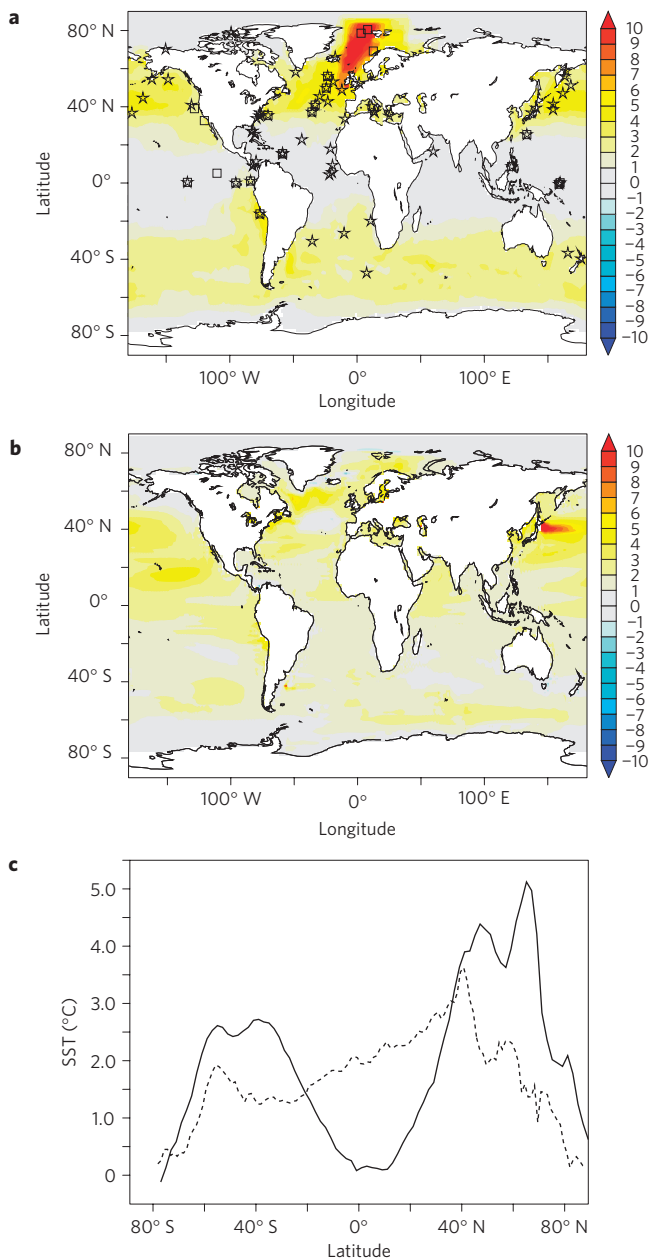 a
80° N
40° N
0°
40° S
80° S
Latitude
100° W 0° 100° E
Longitude
10
9
8
7
6
5
4
3
2
1
0
−1
−2
−3
−4
−5
−6
−7
−8
−9
−10
b
80° N
40° N
0°
40° S
80° S
Latitude
100° W 0° 100° E
Longitude
10
9
8
7
6
5
4
3
2
1
0
−1
−2
−3
−4
−5
−6
−7
−8
−9
−10
c
5.0
4.0
3.0
2.0
1.0
0
SST (°C)
80° S 40° S 0° 40° N 80° N
Latitude